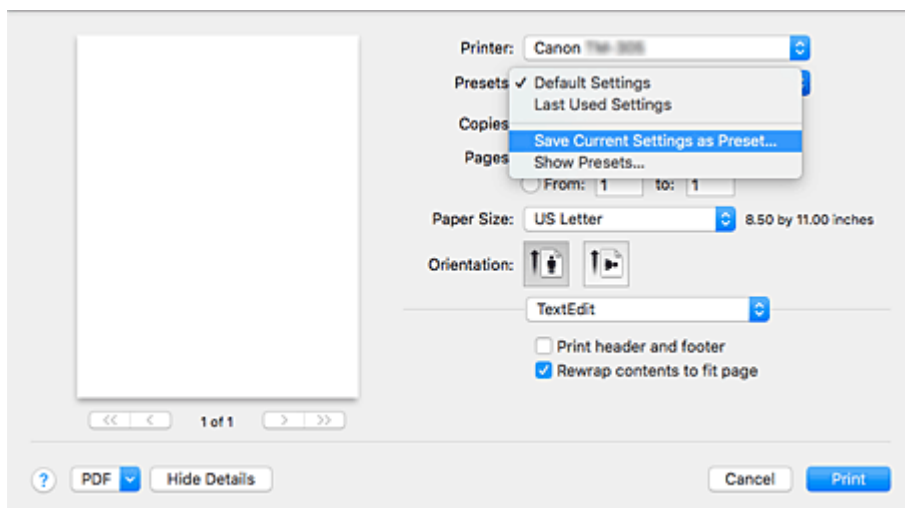 Printer: Canon
Presets ✓ Default Settings
Last Used Settings
Copies
Save Current Settings as Preset...
Pages
Show Presets...
From: 1 to: 1
Paper Size: US Letter 8.50 by 11.00 inches
Orientation:
TextEdit
Print header and footer
Rewrap contents to fit page
<< < 1 of 1 > >>
? PDF Hide Details Cancel Print